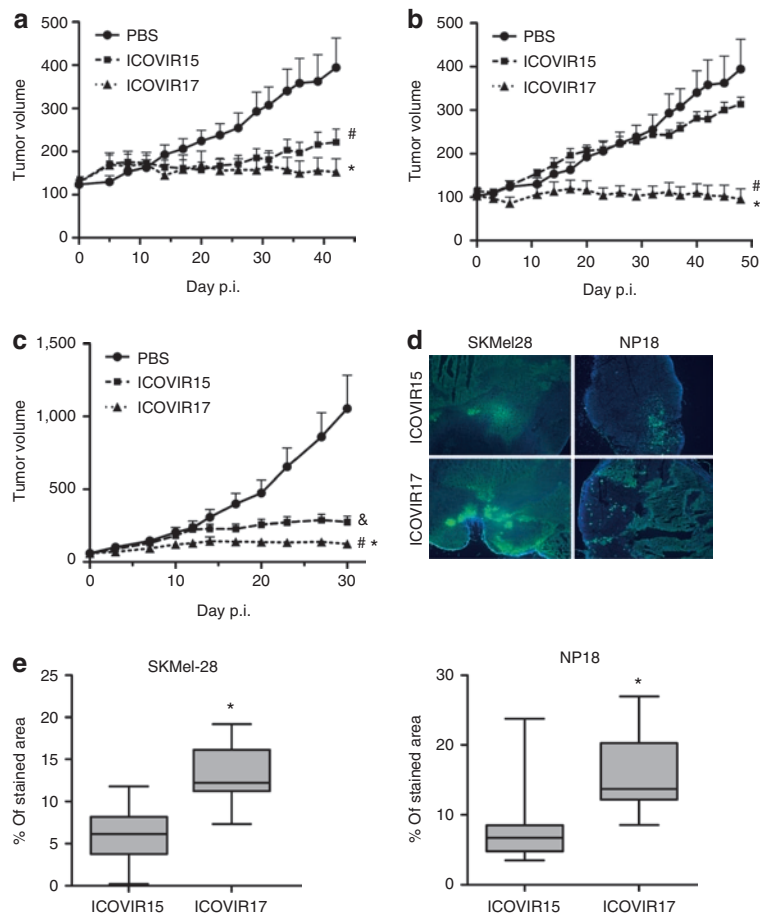 a
500
400
300
200
100
0
Tumor volume
PBS
ICOVIR15
ICOVIR17
#
*
0
10
20
30
40
Day p.i.
b
500
400
300
200
100
0
Tumor volume
PBS
ICOVIR15
ICOVIR17
#
*
0
10
20
30
40
50
Day p.i.
c
1,500
1,000
500
0
Tumor volume
PBS
ICOVIR15
ICOVIR17
&
# *
0
10
20
30
Day p.i.
d
SKMel28
NP18
ICOVIR15
ICOVIR17
e
SKMel-28
25
20
15
10
5
0
% Of stained area
*
ICOVIR15
ICOVIR17
NP18
30
20
10
0
% Of stained area
*
ICOVIR15
ICOVIR17